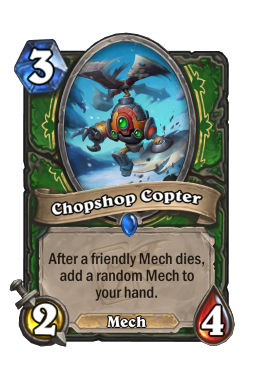 3
Chopshop Copter
After a friendly Mech dies,
add a random Mech to
your hand.
2
Mech
4